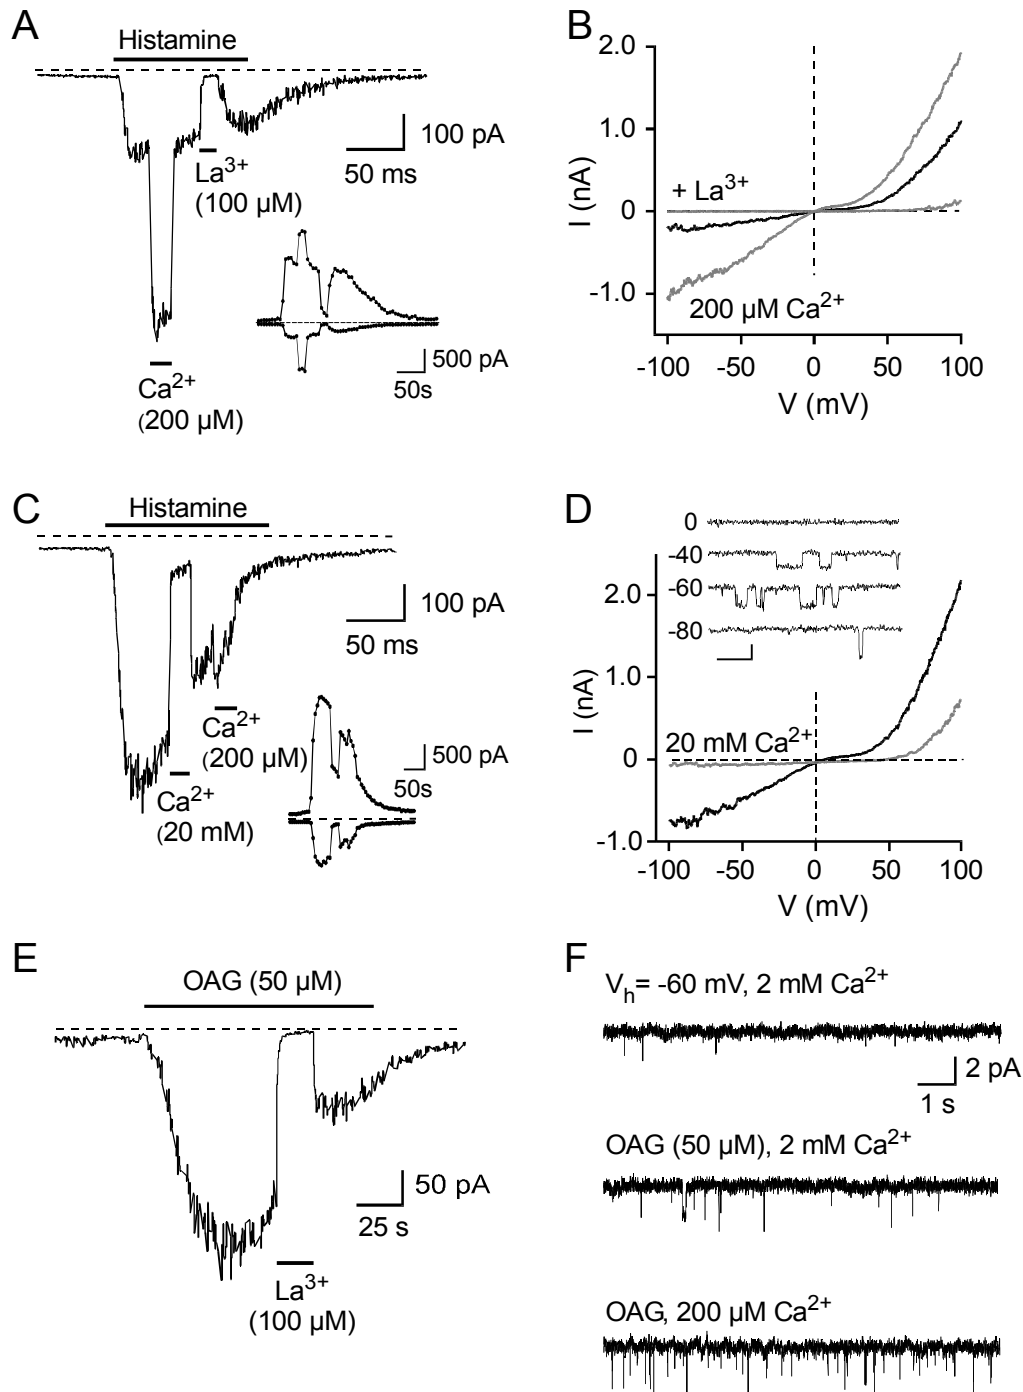 A
Histamine
100 pA
50 ms
La³⁺
(100 µM)
Ca²⁺
(200 µM)
500 pA
50s
B
2.0
1.0
0
-1.0
I (nA)
+ La³⁺
200 µM Ca²⁺
-100 -50 0 50 100
V (mV)
C
Histamine
100 pA
50 ms
Ca²⁺
(200 µM)
Ca²⁺
(20 mM)
500 pA
50s
D
0
-40
-60
-80
2.0
1.0
0
-1.0
I (nA)
20 mM Ca²⁺
-100 -50 0 50 100
V (mV)
E
OAG (50 µM)
50 pA
25 s
La³⁺
(100 µM)
F
Vₕ= -60 mV, 2 mM Ca²⁺
2 pA
1 s
OAG (50 µM), 2 mM Ca²⁺
OAG, 200 µM Ca²⁺